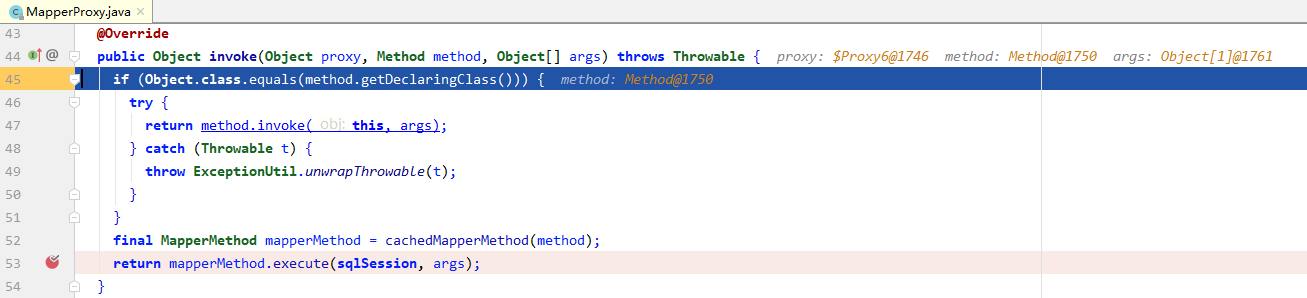 MapperProxy.java ×
43 @Override
44 @ public Object invoke(Object proxy, Method method, Object[] args) throws Throwable { proxy: $Proxy6@1746 method: Method@1750 args: Object[1]@1761
45 if (Object.class.equals(method.getDeclaringClass())) { method: Method@1750
46 try {
47 return method.invoke( obj: this, args);
48 } catch (Throwable t) {
49 throw ExceptionUtil.unwrapThrowable(t);
50 }
51 }
52 final MapperMethod mapperMethod = cachedMapperMethod(method);
53 return mapperMethod.execute(sqlSession, args);
54 }